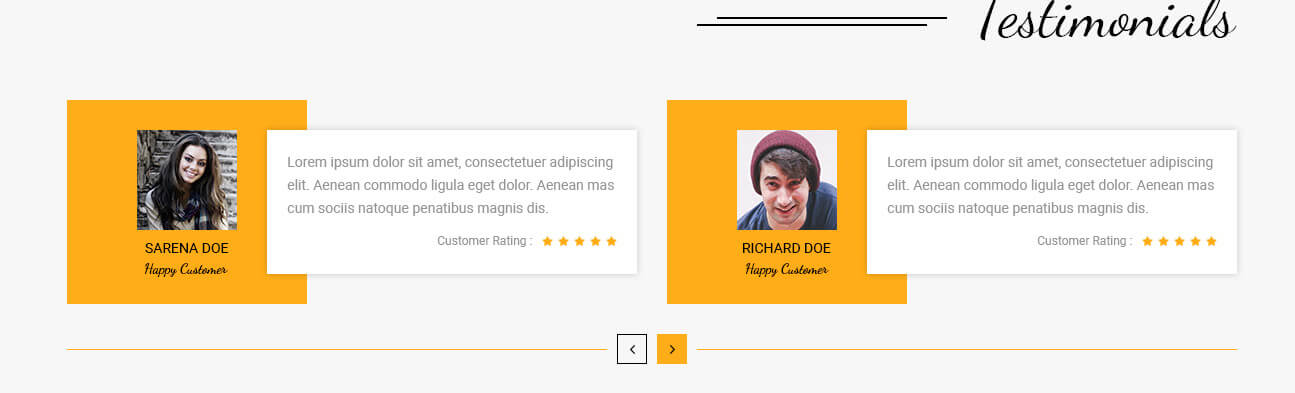 Testimonials
Lorem ipsum dolor sit amet, consectetuer adipiscing
elit. Aenean commodo ligula eget dolor. Aenean mas
cum sociis natoque penatibus magnis dis.
Customer Rating :
SARENA DOE
Happy Customer
Lorem ipsum dolor sit amet, consectetuer adipiscing
elit. Aenean commodo ligula eget dolor. Aenean mas
cum sociis natoque penatibus magnis dis.
Customer Rating :
RICHARD DOE
Happy Customer